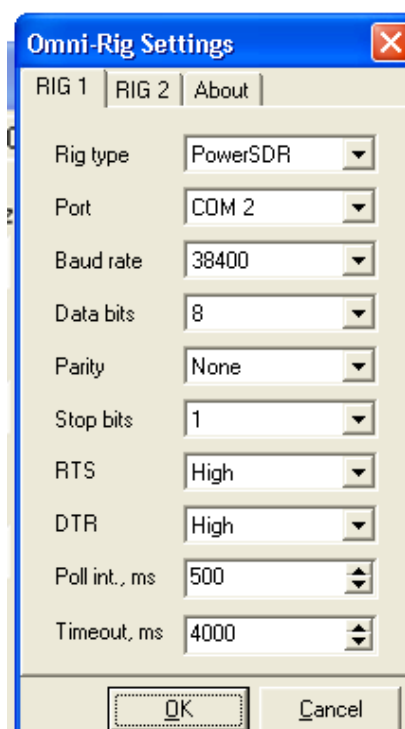 Omni-Rig Settings
RIG 1 RIG 2 About
Rig type PowerSDR
Port COM 2
Baud rate 38400
Data bits 8
Parity None
Stop bits 1
RTS High
DTR High
Poll int., ms 500
Timeout, ms 4000
OK Cancel